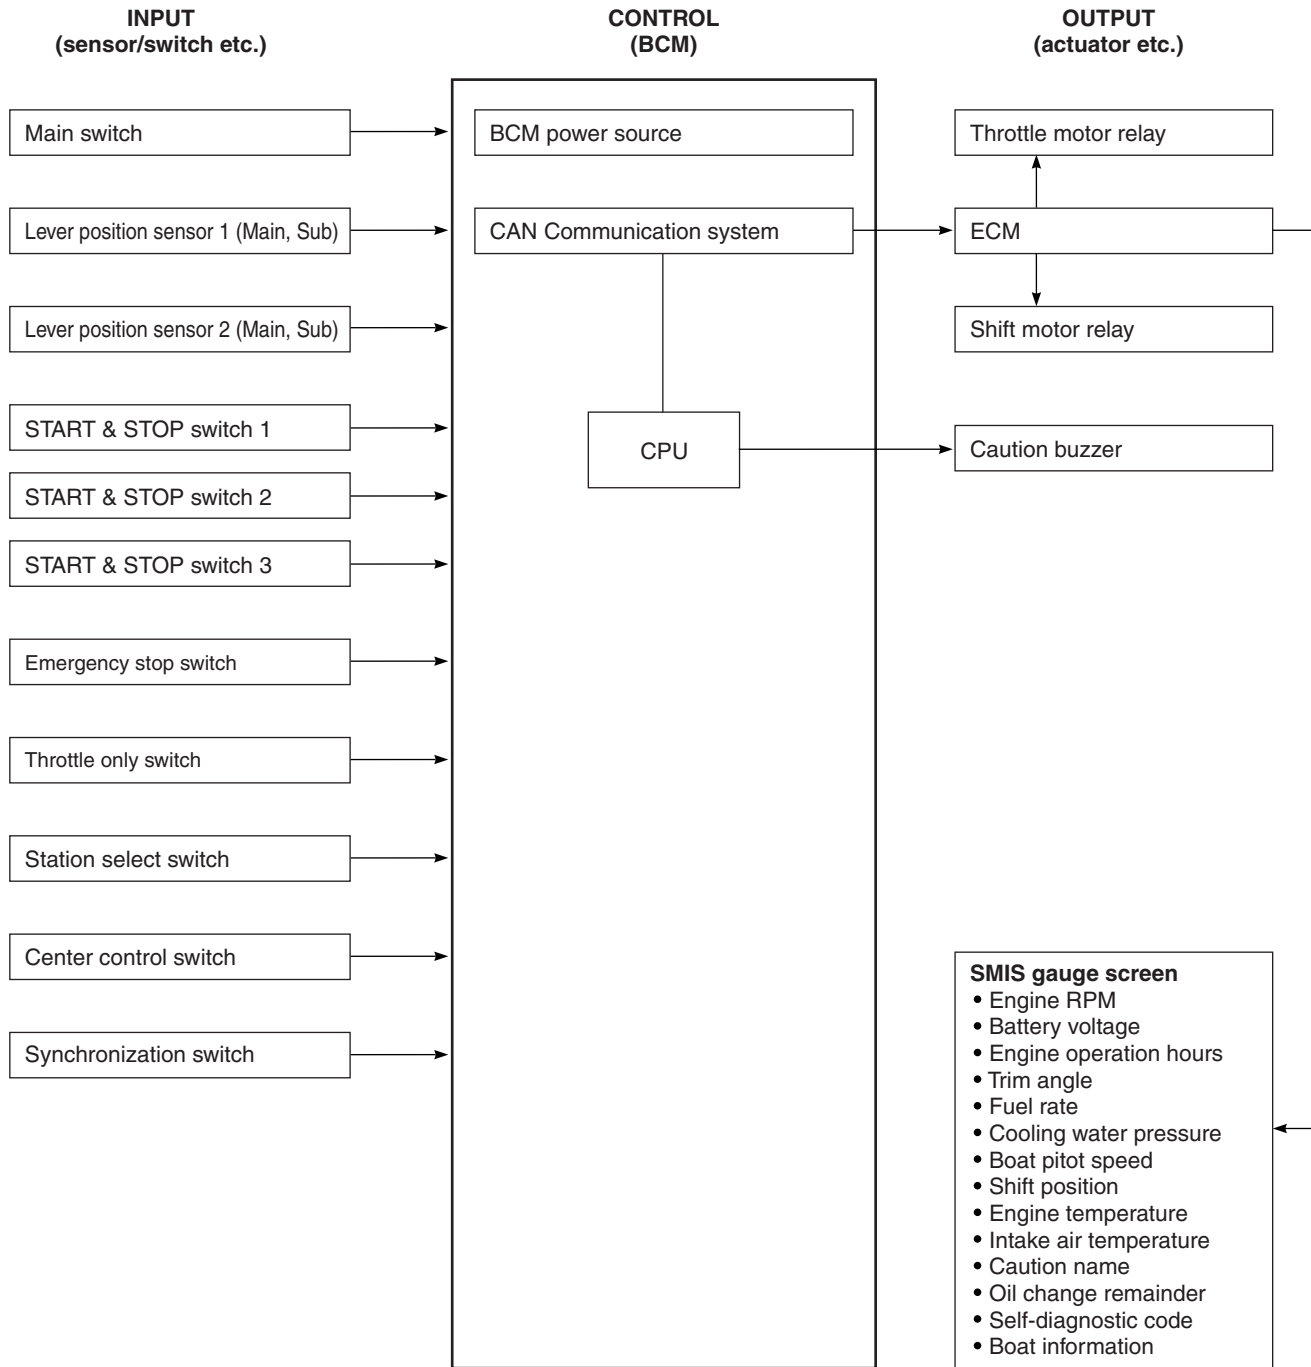 INPUT
(sensor/switch etc.)
CONTROL
(BCM)
OUTPUT
(actuator etc.)
Main switch
Lever position sensor 1 (Main, Sub)
Lever position sensor 2 (Main, Sub)
START & STOP switch 1
START & STOP switch 2
START & STOP switch 3
Emergency stop switch
Throttle only switch
Station select switch
Center control switch
Synchronization switch
BCM power source
CAN Communication system
CPU
Throttle motor relay
ECM
Shift motor relay
Caution buzzer
SMIS gauge screen
• Engine RPM
• Battery voltage
• Engine operation hours
• Trim angle
• Fuel rate
• Cooling water pressure
• Boat pitot speed
• Shift position
• Engine temperature
• Intake air temperature
• Caution name
• Oil change remainder
• Self-diagnostic code
• Boat information